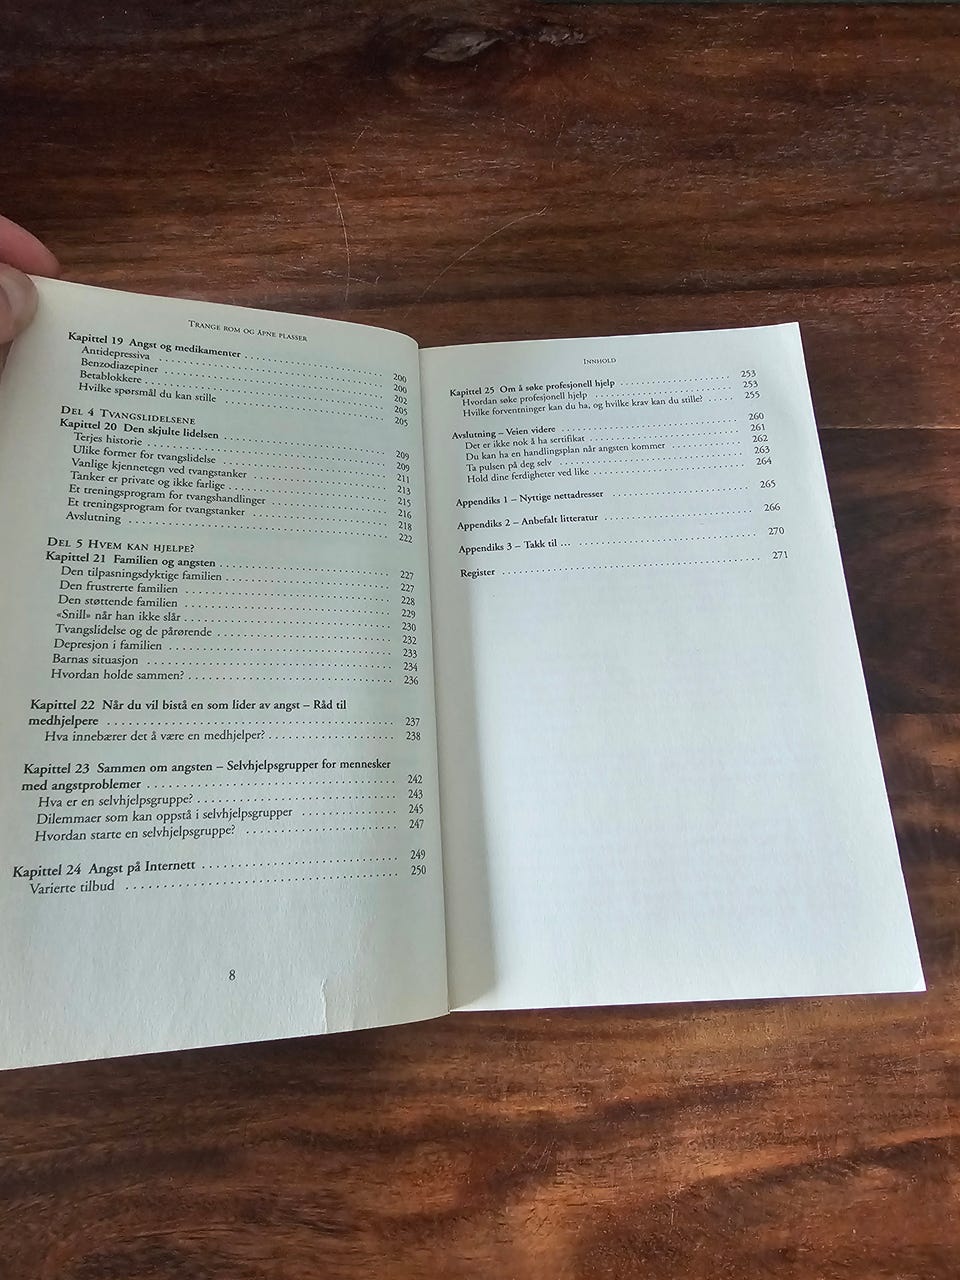 TRANGE ROM OG ÅPNE PLASSER
Kapittel 19 Angst og medikamenter . . . . . . . . . . 200
Antidepressiva . . . . . . . . . . 200
Benzodiazepiner . . . . . . . . . . 202
Betablokkere . . . . . . . . . . 205
Hvilke spørsmål du kan stille . . . . . . . . . . 205
DEL 4 TVANGSLIDELSENE
Kapittel 20 Den skjulte lidelsen . . . . . . . . . . 209
Terjes historie . . . . . . . . . . 209
Ulike former for tvangslidelse . . . . . . . . . . 211
Vanlige kjennetegn ved tvangstanker . . . . . . . . . . 213
Tanker er private og ikke farlige . . . . . . . . . . 215
Et treningsprogram for tvangshandlinger . . . . . . . . . . 216
Et treningsprogram for tvangstanker . . . . . . . . . . 218
Avslutning . . . . . . . . . . 222
DEL 5 HVEM KAN HJELPE?
Kapittel 21 Familien og angsten . . . . . . . . . . 227
Den tilpasningsdyktige familien . . . . . . . . . . 227
Den frustrerte familien . . . . . . . . . . 228
Den støttende familien . . . . . . . . . . 229
«Snill» når han ikke slår . . . . . . . . . . 230
Tvangslidelse og de pårørende . . . . . . . . . . 232
Depresjon i familien . . . . . . . . . . 233
Barnas situasjon . . . . . . . . . . 234
Hvordan holde sammen? . . . . . . . . . . 236
Kapittel 22 Når du vil bistå en som lider av angst – Råd til
medhjelpere . . . . . . . . . . 237
Hva innebærer det å være en medhjelper? . . . . . . . . . . 238
Kapittel 23 Sammen om angsten – Selvhjelpsgrupper for mennesker
med angstproblemer . . . . . . . . . . 242
Hva er en selvhjelpsgruppe? . . . . . . . . . . 243
Dilemmaer som kan oppstå i selvhjelpsgrupper . . . . . . . . . . 245
Hvordan starte en selvhjelpsgruppe? . . . . . . . . . . 247
Kapittel 24 Angst på Internett . . . . . . . . . . 249
Varierte tilbud . . . . . . . . . . 250
8
INNHOLD
Kapittel 25 Om å søke profesjonell hjelp . . . . . . . . . . 253
Hvordan søke profesjonell hjelp . . . . . . . . . . 253
Hvilke forventninger kan du ha, og hvilke krav kan du stille? . . . . . 255
Avslutning – Veien videre . . . . . . . . . . 260
Det er ikke nok å ha sertifikat . . . . . . . . . . 261
Du kan ha en handlingsplan når angsten kommer . . . . . . . . . . 262
Ta pulsen på deg selv . . . . . . . . . . 263
Hold dine ferdigheter ved like . . . . . . . . . . 264
Appendiks 1 – Nyttige nettadresser . . . . . . . . . . 265
Appendiks 2 – Anbefalt litteratur . . . . . . . . . . 266
Appendiks 3 – Takk til … . . . . . . . . . . 270
Register . . . . . . . . . . 271